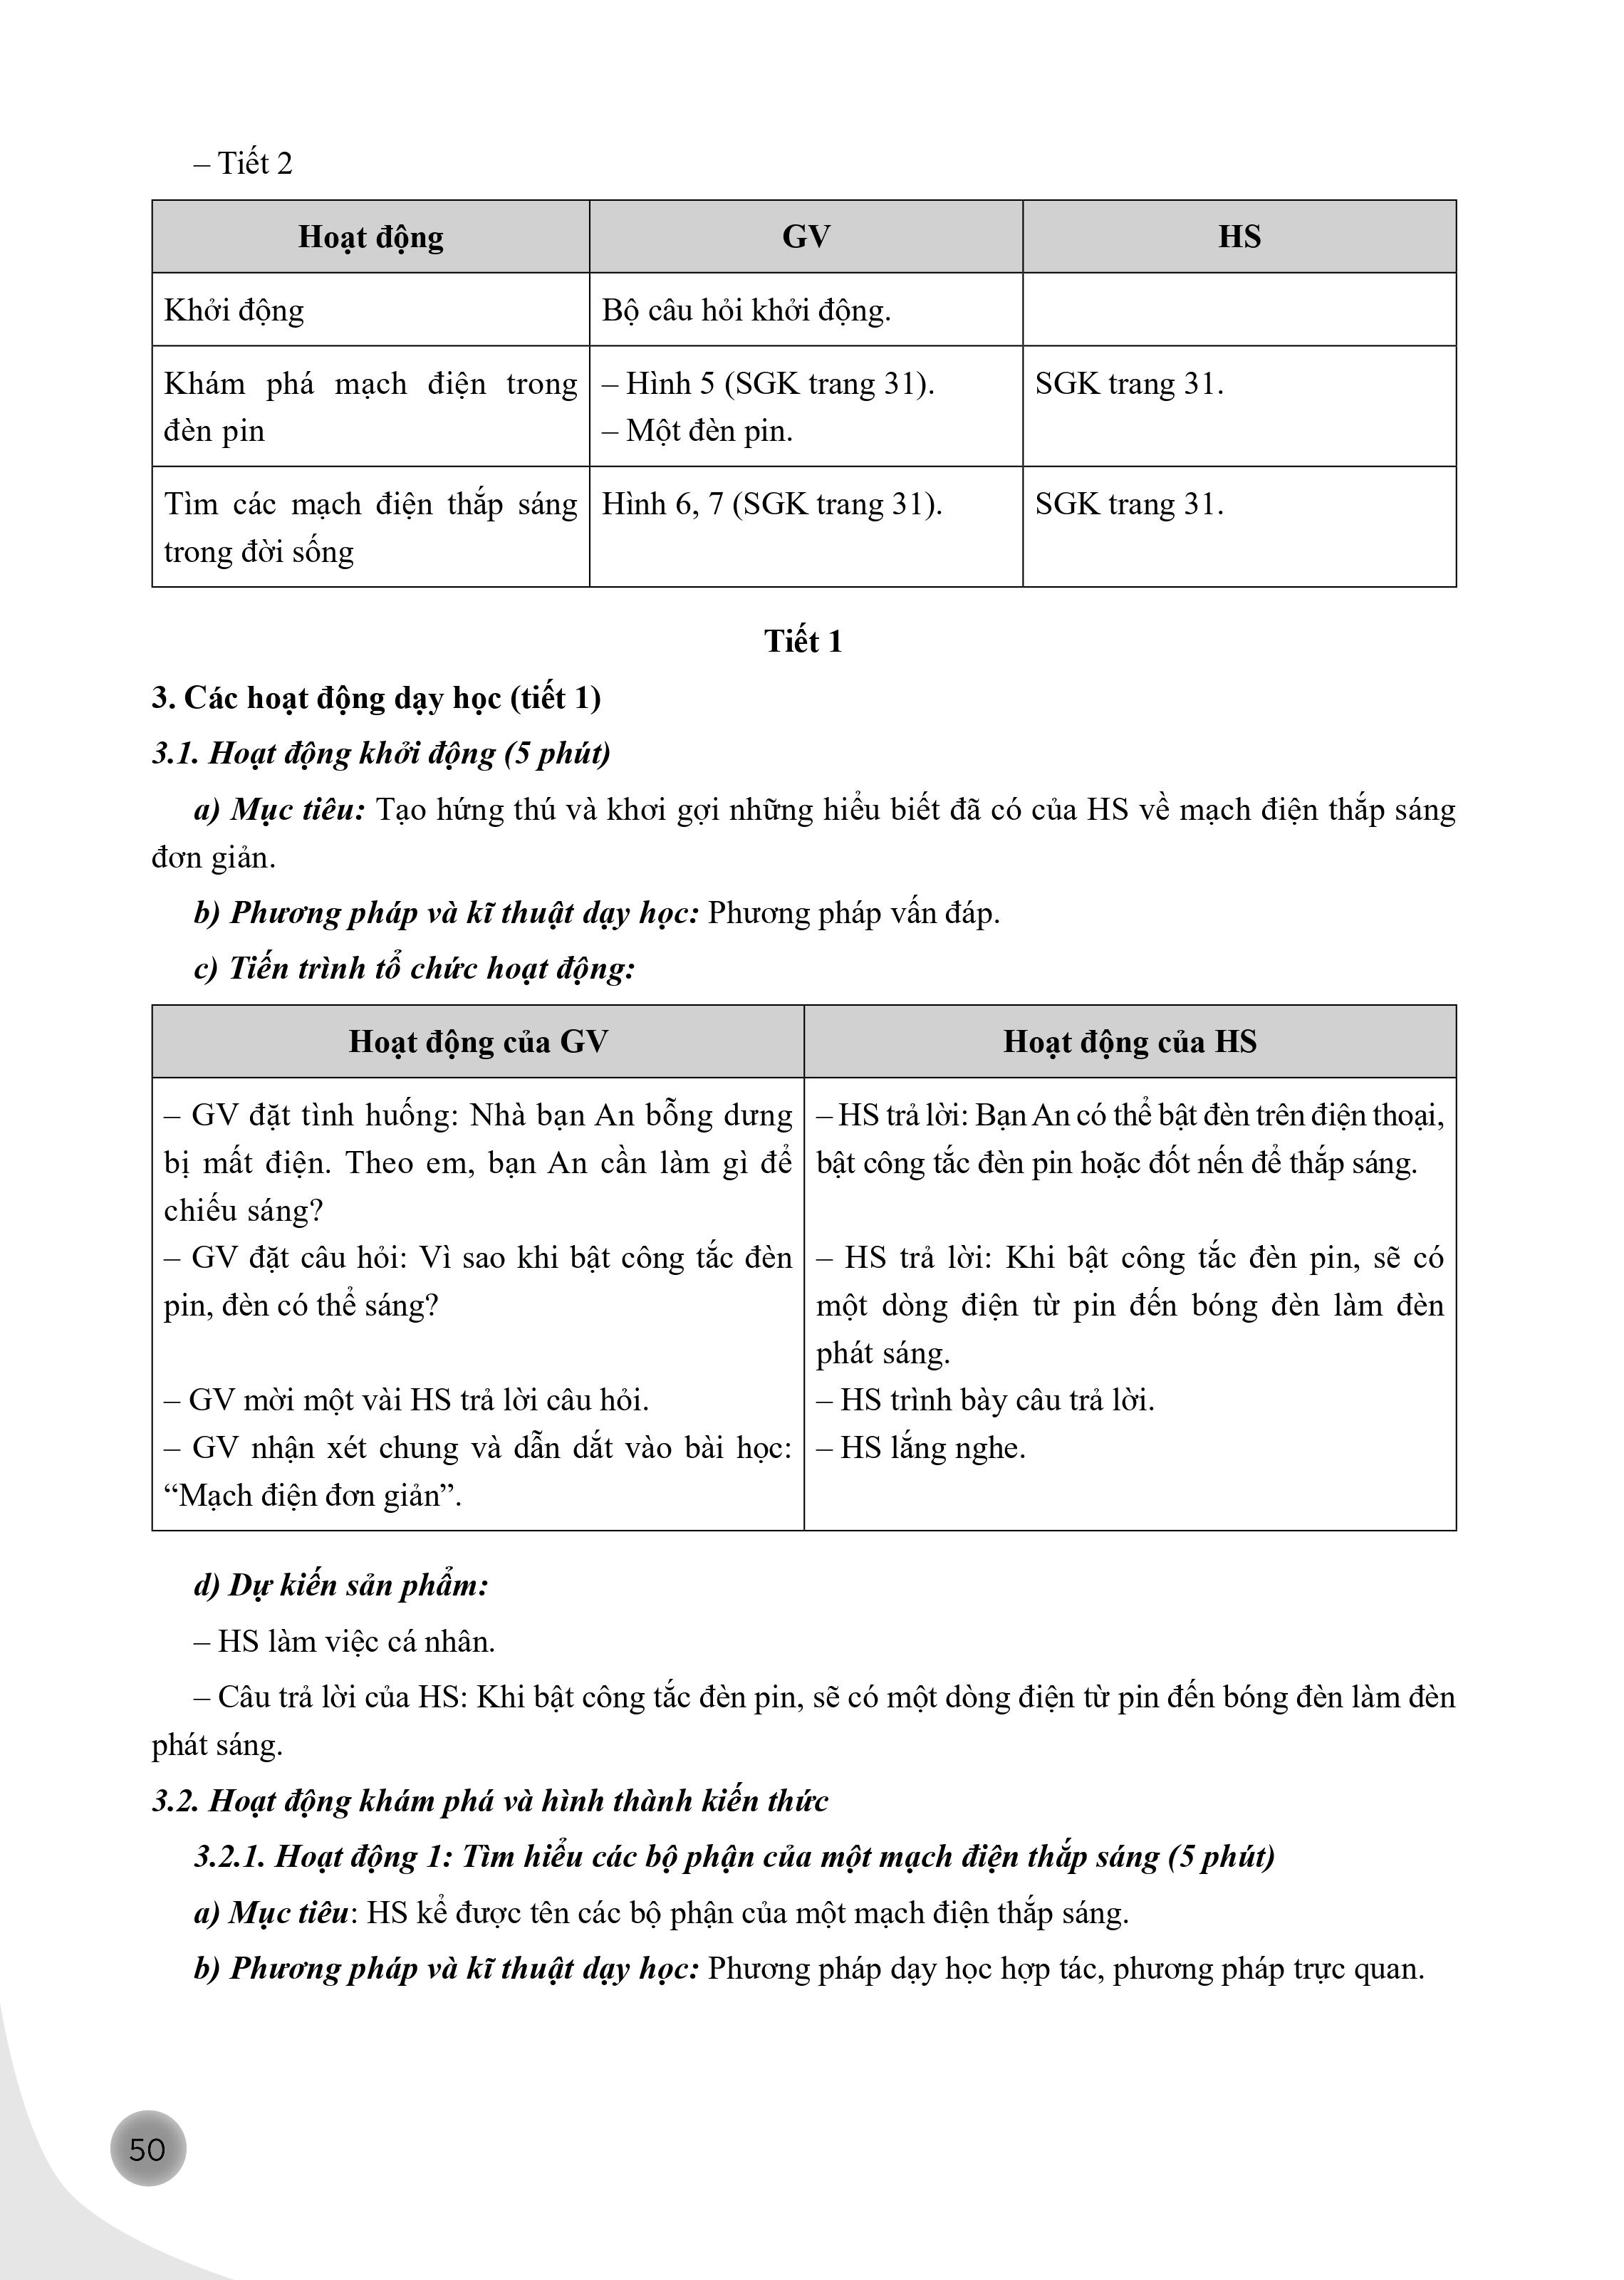 – Tiết 2
Hoạt động
GV
HS
Khởi động
Bộ câu hỏi khởi động.
Khám phá mạch điện trong
đèn pin
– Hình 5 (SGK trang 31).
– Một đèn pin.
SGK trang 31.
Tìm các mạch điện thắp sáng
trong đời sống
Hình 6, 7 (SGK trang 31).
SGK trang 31.
Tiết 1
3. Các hoạt động dạy học (tiết 1)
3.1. Hoạt động khởi động (5 phút)
a) Mục tiêu: Tạo hứng thú và khơi gợi những hiểu biết đã có của HS về mạch điện thắp sáng
đơn giản.
b) Phương pháp và kĩ thuật dạy học: Phương pháp vấn đáp.
c) Tiến trình tổ chức hoạt động:
Hoạt động của GV
Hoạt động của HS
– GV đặt tình huống: Nhà bạn An bỗng dưng
bị mất điện. Theo em, bạn An cần làm gì để
chiếu sáng?
– GV đặt câu hỏi: Vì sao khi bật công tắc đèn
pin, đèn có thể sáng?
– GV mời một vài HS trả lời câu hỏi.
– GV nhận xét chung và dẫn dắt vào bài học:
“Mạch điện đơn giản”.
– HS trả lời: Bạn An có thể bật đèn trên điện thoại,
bật công tắc đèn pin hoặc đốt nến để thắp sáng.
– HS trả lời: Khi bật công tắc đèn pin, sẽ có
một dòng điện từ pin đến bóng đèn làm đèn
phát sáng.
– HS trình bày câu trả lời.
– HS lắng nghe.
d) Dự kiến sản phẩm:
– HS làm việc cá nhân.
– Câu trả lời của HS: Khi bật công tắc đèn pin, sẽ có một dòng điện từ pin đến bóng đèn làm đèn
phát sáng.
3.2. Hoạt động khám phá và hình thành kiến thức
3.2.1. Hoạt động 1: Tìm hiểu các bộ phận của một mạch điện thắp sáng (5 phút)
a) Mục tiêu: HS kể được tên các bộ phận của một mạch điện thắp sáng.
b) Phương pháp và kĩ thuật dạy học: Phương pháp dạy học hợp tác, phương pháp trực quan.
50